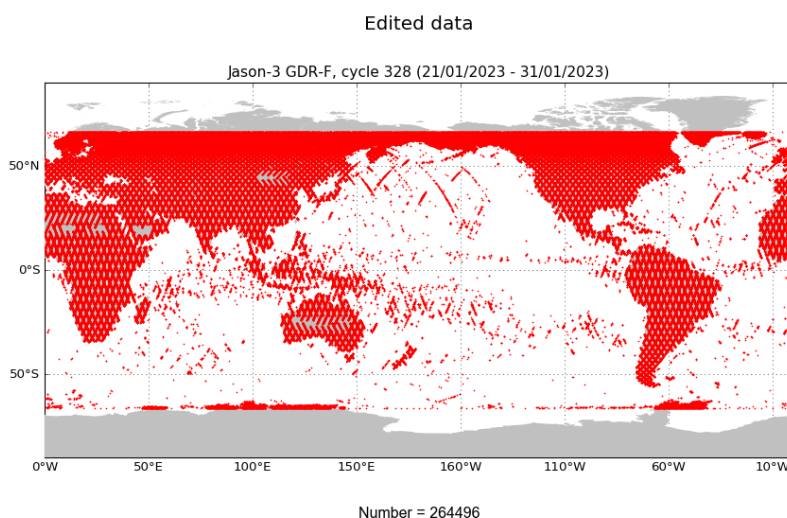 Edited data
Jason-3 GDR-F, cycle 328 (21/01/2023 - 31/01/2023)
50°N
0°S
50°S
0°W 50°E 100°E 150°E 160°W 110°W 60°W 10°W
Number = 264496